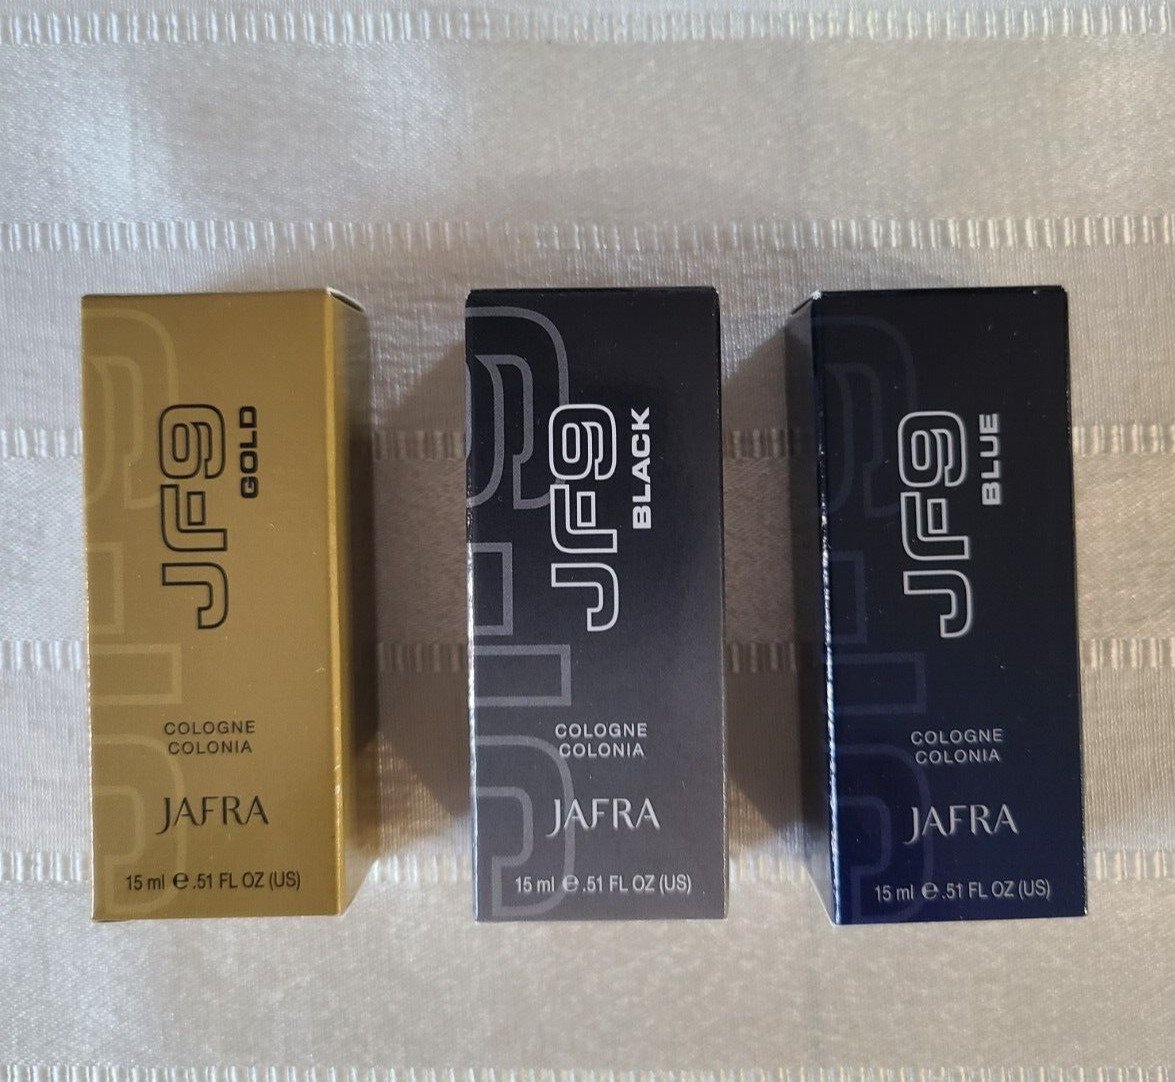 JF9
GOLD
COLOGNE
COLONIA
JAFRA
15 ml ℮ .51 FL OZ (US)
JF9
BLACK
COLOGNE
COLONIA
JAFRA
15 ml ℮ .51 FL OZ (US)
JF9
BLUE
COLOGNE
COLONIA
JAFRA
15 ml ℮ .51 FL OZ (US)